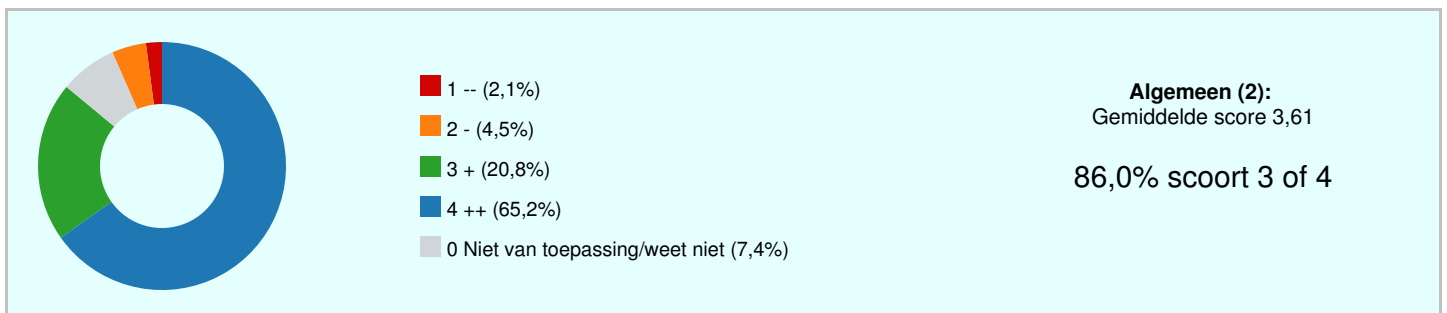 1 -- (2,1%)
2 - (4,5%)
3 + (20,8%)
4 ++ (65,2%)
0 Niet van toepassing/weet niet (7,4%)
Algemeen (2):
Gemiddelde score 3,61
86,0% scoort 3 of 4